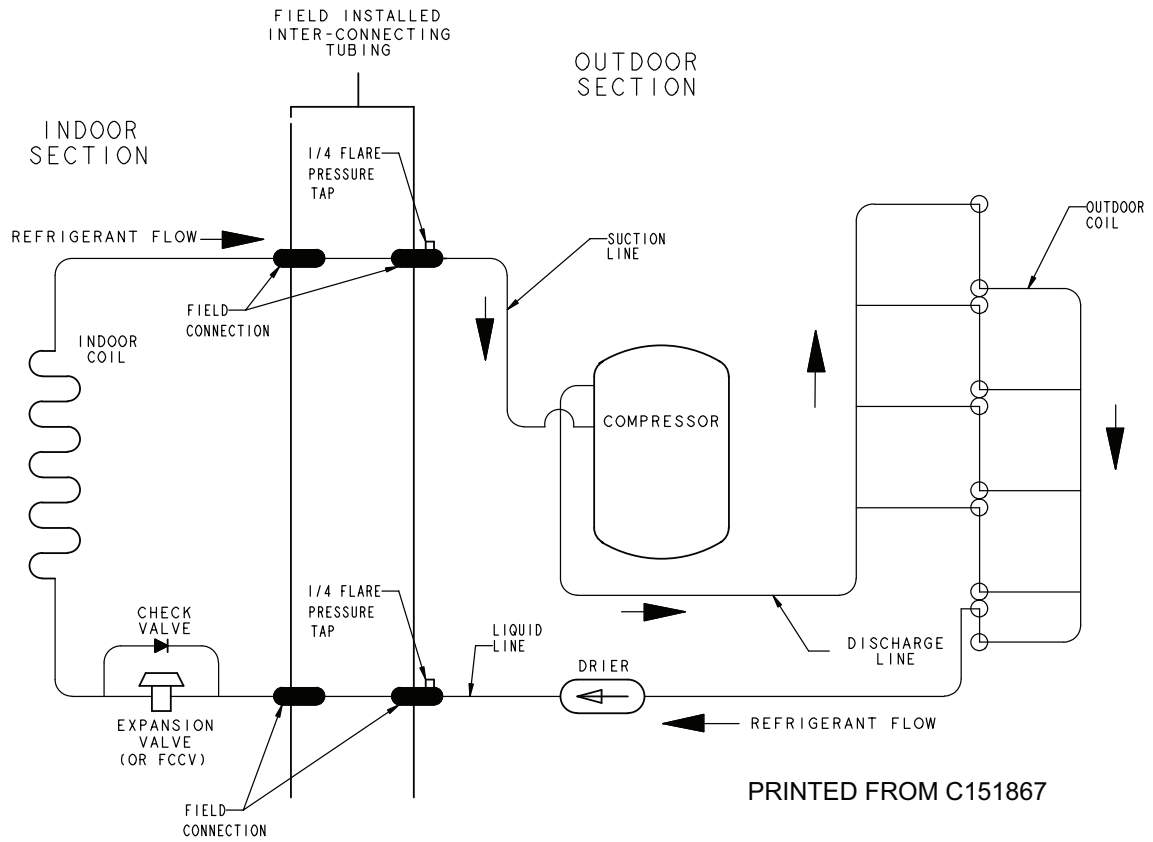 FIELD INSTALLED
INTER-CONNECTING
TUBING
OUTDOOR
SECTION
INDOOR
SECTION
1/4 FLARE
PRESSURE
TAP
REFRIGERANT FLOW
SUCTION
LINE
OUTDOOR
COIL
FIELD
CONNECTION
INDOOR
COIL
COMPRESSOR
1/4 FLARE
PRESSURE
TAP
CHECK
VALVE
LIQUID
LINE
DISCHARGE
LINE
DRIER
EXPANSION
VALVE
(OR FCCV)
REFRIGERANT FLOW
FIELD
CONNECTION
PRINTED FROM C151867